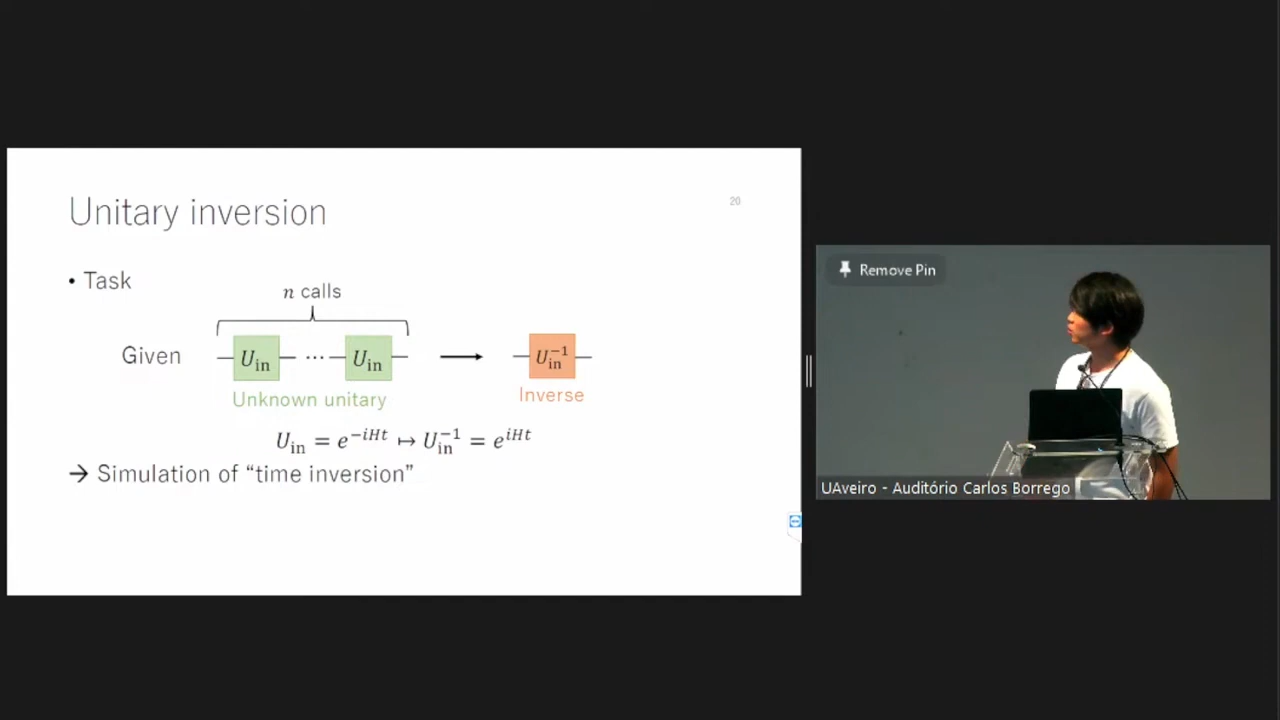 Unitary inversion
20
• Task
n calls
Given U_in ... U_in → U_in^{-1}
Unknown unitary
Inverse
U_in = e^{-iHt} ↦ U_in^{-1} = e^{iHt}
→ Simulation of “time inversion”
Remove Pin
UAveiro - Auditório Carlos Borrego